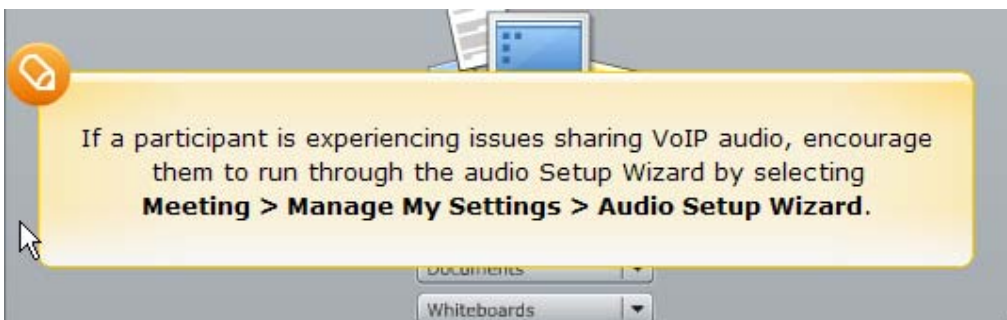 If a participant is experiencing issues sharing VoIP audio, encourage
them to run through the audio Setup Wizard by selecting
Meeting > Manage My Settings > Audio Setup Wizard.
Documents
Whiteboards